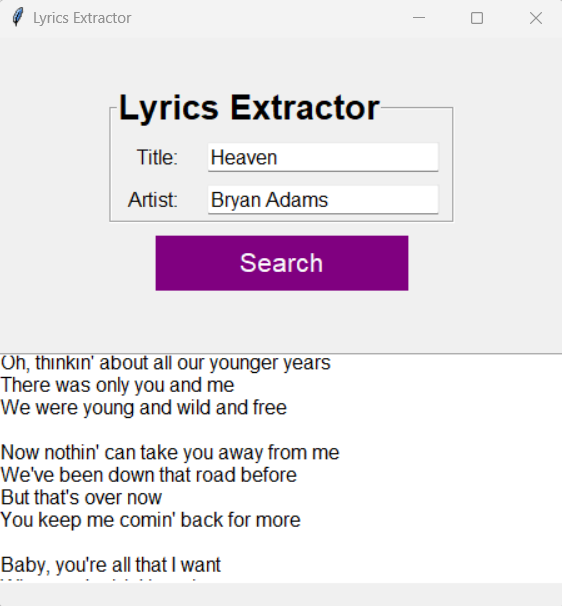 Lyrics Extractor
Lyrics Extractor
Title: Heaven
Artist: Bryan Adams
Search
Oh, thinkin' about all our younger years
There was only you and me
We were young and wild and free
Now nothin' can take you away from me
We've been down that road before
But that's over now
You keep me comin' back for more
Baby, you're all that I want